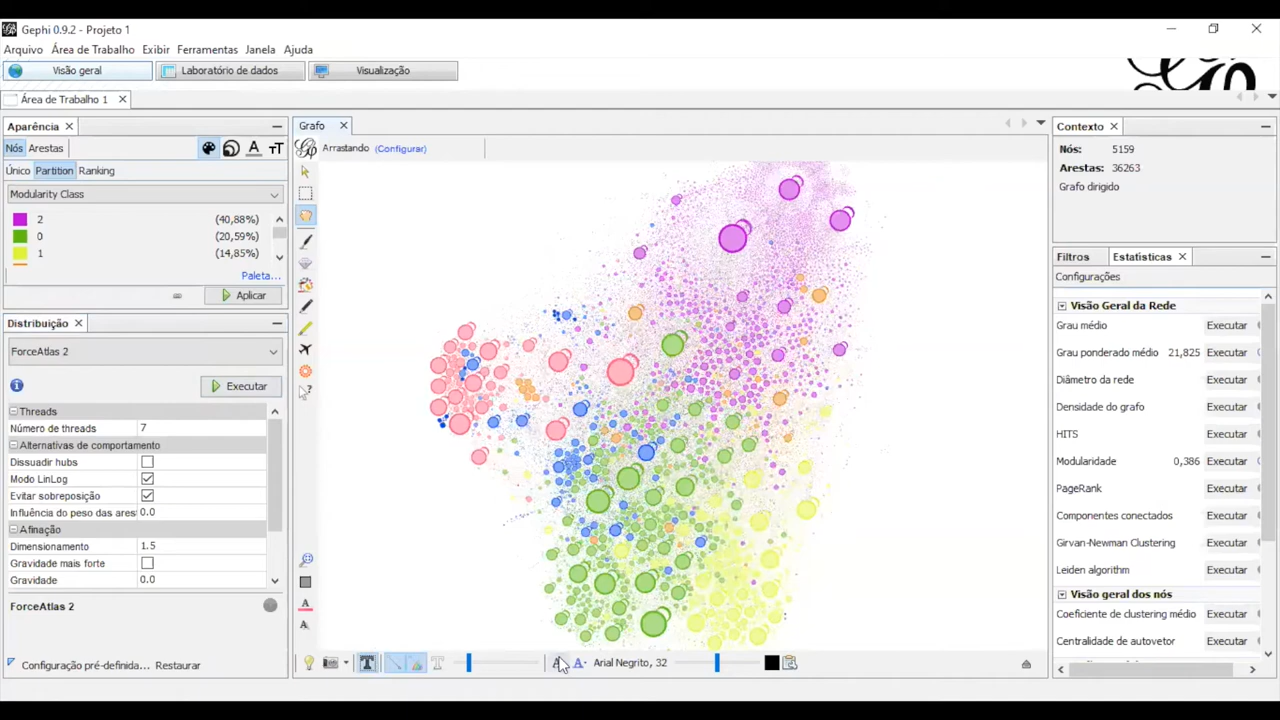 Gephi 0.9.2 - Projeto 1
Arquivo Área de Trabalho Exibir Ferramentas Janela Ajuda
Visão geral Laboratório de dados Visualização
Área de Trabalho 1
Aparência
Nós Arestas
Único Partition Ranking
Modularity Class
2 (40,88%)
0 (20,59%)
1 (14,85%)
Paleta...
Aplicar
Distribuição
ForceAtlas 2
Executar
Threads
Número de threads 7
Alternativas de comportamento
Dissuadir hubs
Modo LinLog
Evitar sobreposição
Influência do peso das ares 0.0
Afinação
Dimensionamento 1.5
Gravidade mais forte
Gravidade 0.0
ForceAtlas 2
Configuração pré-definida... Restaurar
Grafo
Arrastando (Configurar)
Arial Negrito, 32
Contexto
Nós: 5159
Arestas: 36263
Grafo dirigido
Filtros Estatísticas
Configurações
Visão Geral da Rede
Grau médio Executar
Grau ponderado médio 21,825 Executar
Diâmetro da rede Executar
Densidade do grafo Executar
HITS Executar
Modularidade 0,386 Executar
PageRank Executar
Componentes conectados Executar
Girvan-Newman Clustering Executar
Leiden algorithm Executar
Visão geral dos nós
Coeficiente de clustering médio Executar
Centralidade de autovetor Executar